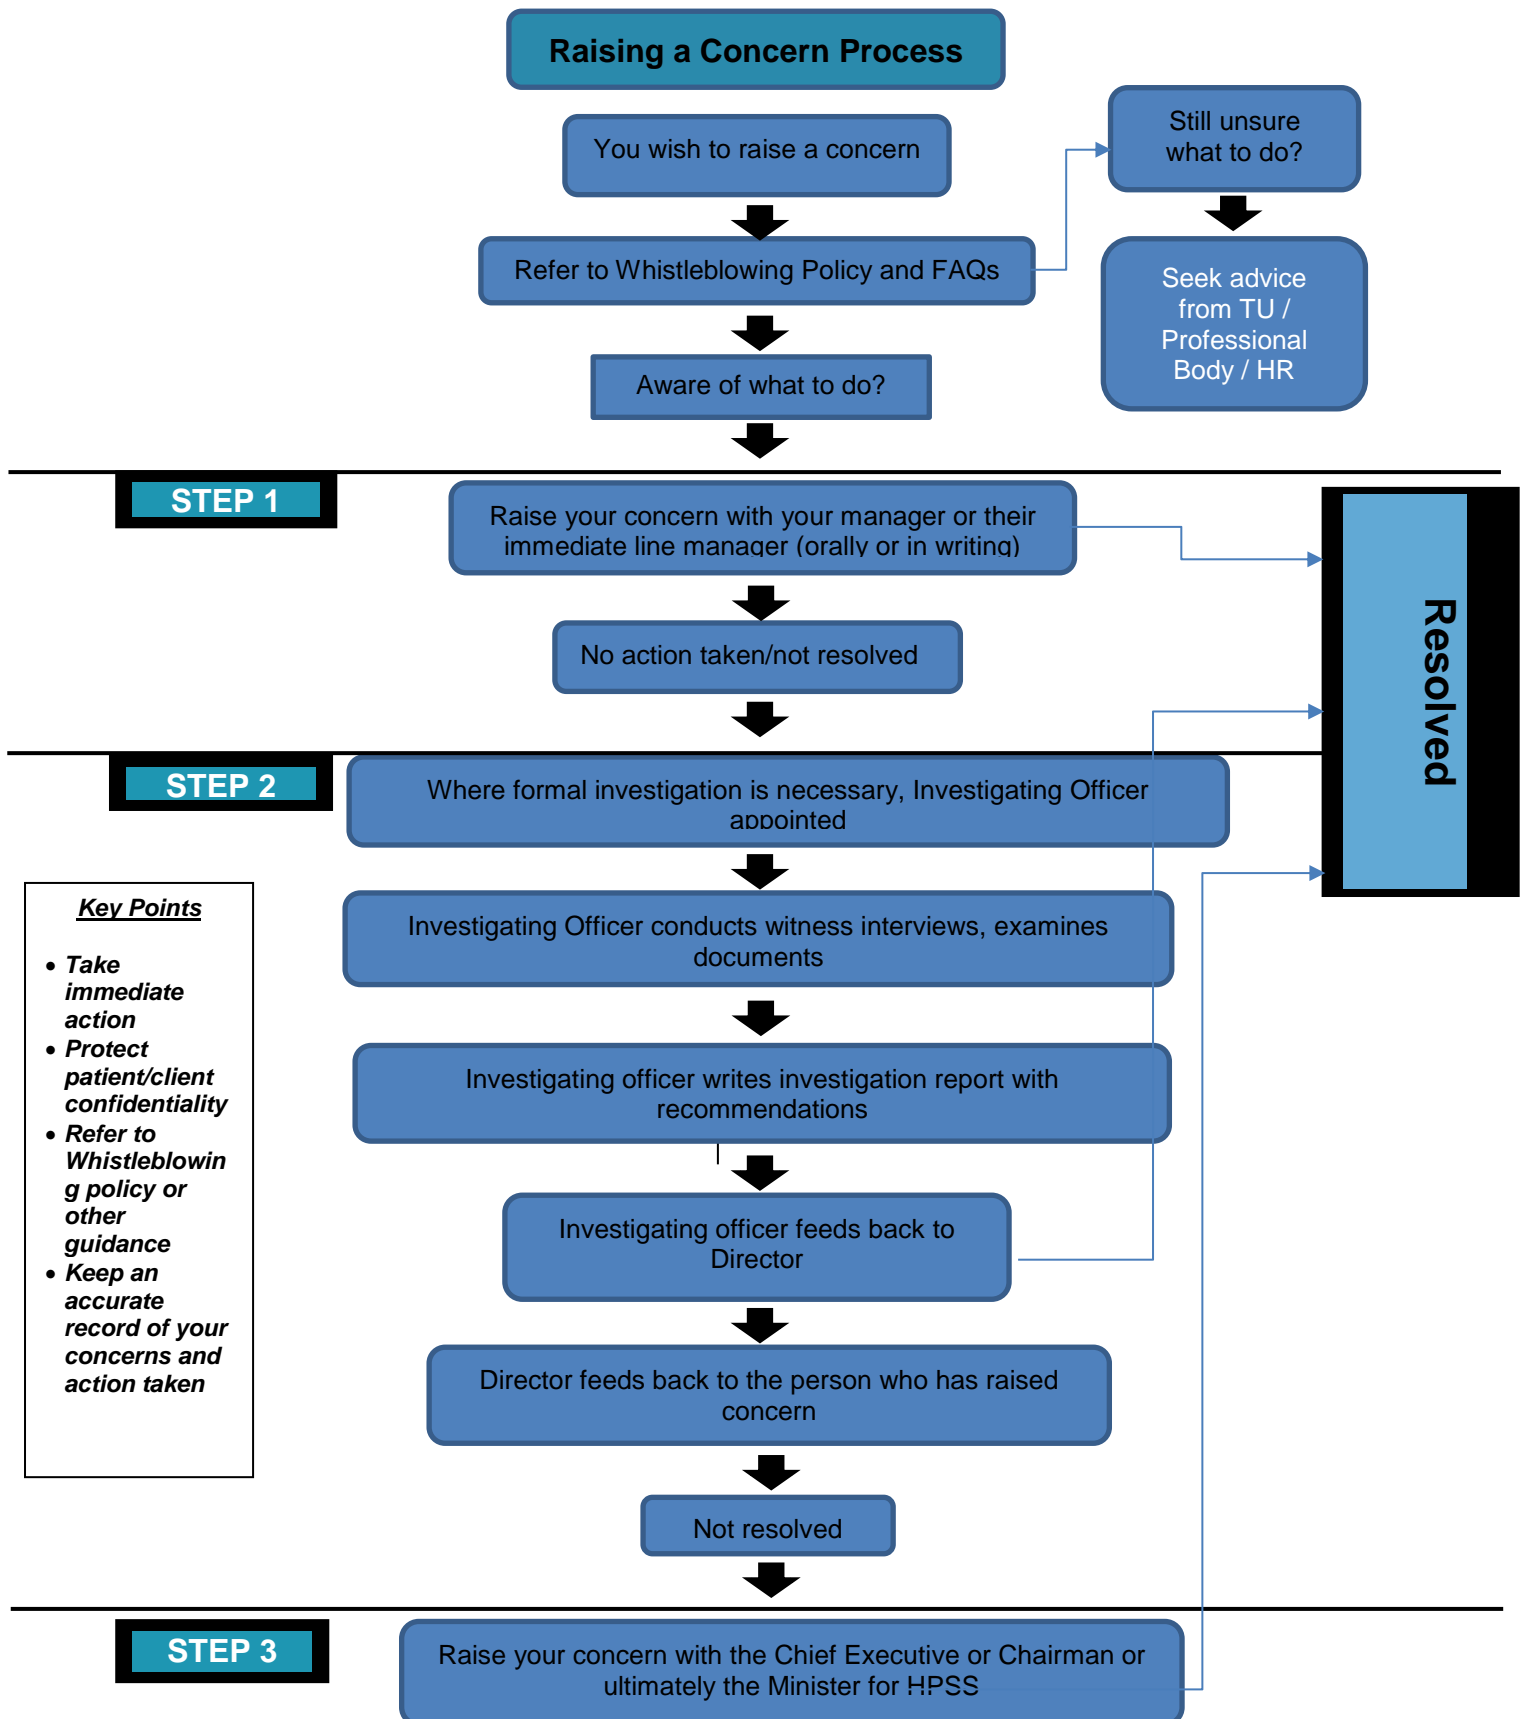 Raising a Concern Process
You wish to raise a concern
Still unsure
what to do?
Refer to Whistleblowing Policy and FAQs
Seek advice
from TU /
Professional
Body / HR
Aware of what to do?
STEP 1
Raise your concern with your manager or their
immediate line manager (orally or in writing)
No action taken/not resolved
Resolved
STEP 2
Where formal investigation is necessary, Investigating Officer
appointed
Investigating Officer conducts witness interviews, examines
documents
Investigating officer writes investigation report with
recommendations
Investigating officer feeds back to
Director
Director feeds back to the person who has raised
concern
Not resolved
Key Points
• Take
immediate
action
• Protect
patient/client
confidentiality
• Refer to
Whistleblowin
g policy or
other
guidance
• Keep an
accurate
record of your
concerns and
action taken
STEP 3
Raise your concern with the Chief Executive or Chairman or
ultimately the Minister for HPSS